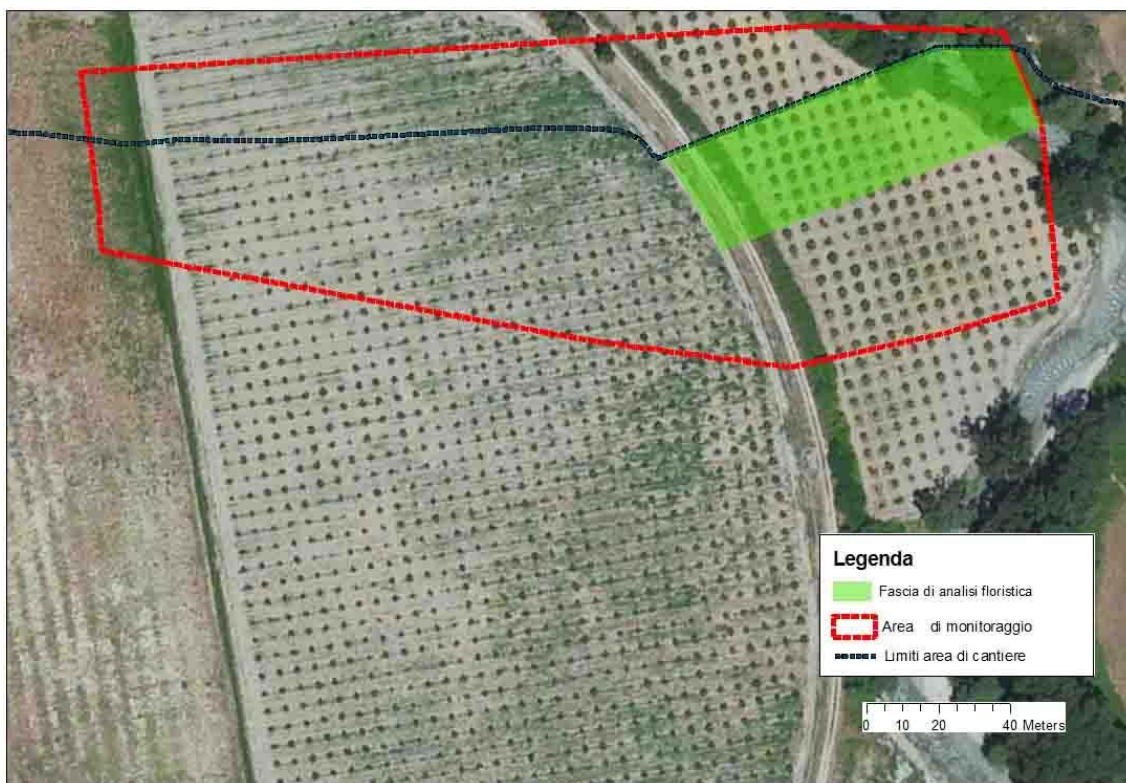 Legenda
Fascia di analisi floristica
Area di monitoraggio
Limiti area di cantiere
0 10 20 40 Meters